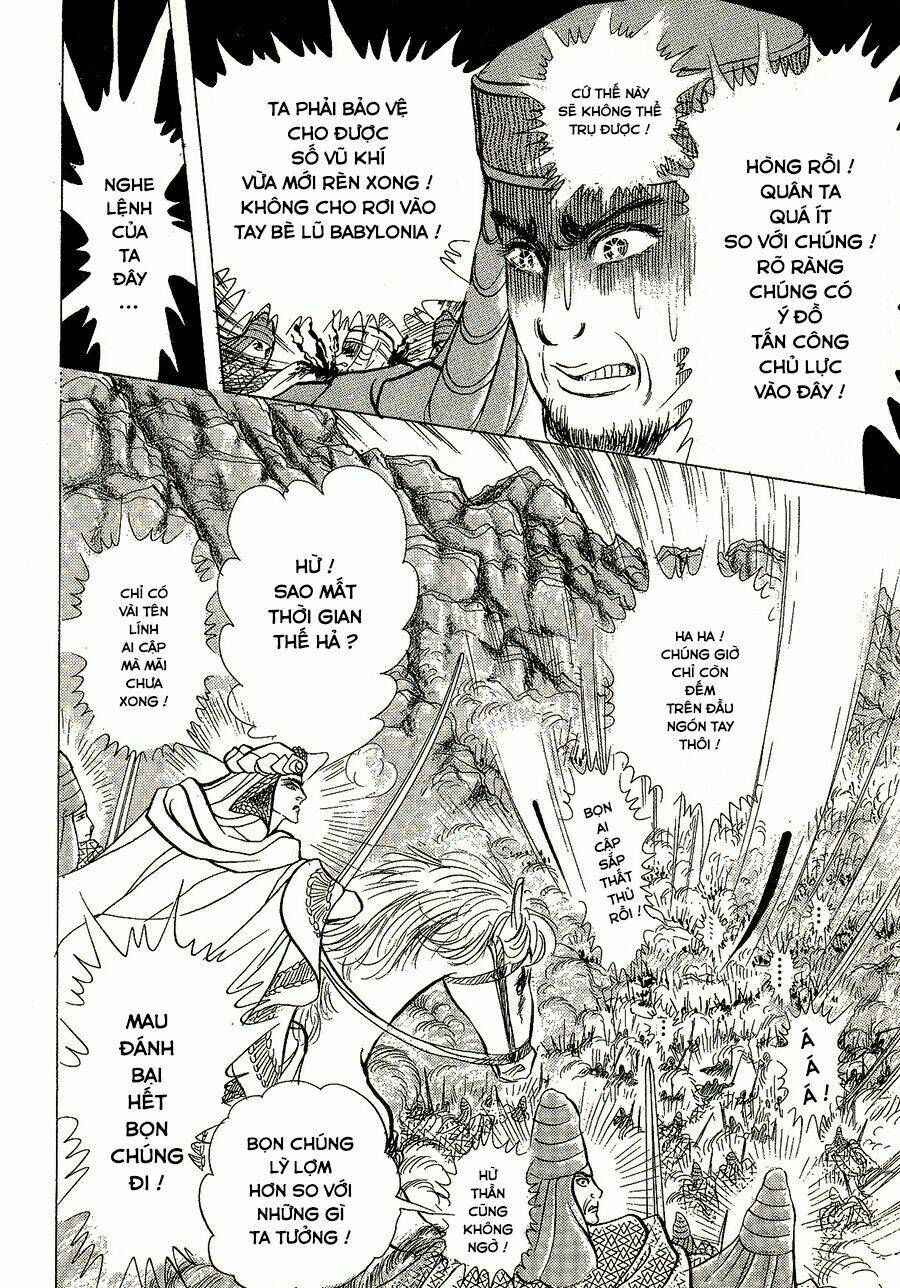 HỎNG RỒI !
QUÂN TA
QUÁ ÍT
SO VỚI CHÚNG !
RÕ RÀNG
CHÚNG CÓ
Ý ĐỒ
TẤN CÔNG
CHỦ LỰC
VÀO ĐÂY !
CỨ THẾ NÀY
SẼ KHÔNG THỂ
TRỤ ĐƯỢC !
TA PHẢI BẢO VỆ
CHO ĐƯỢC
SỐ VŨ KHÍ
VỪA MỚI RÈN XONG !
KHÔNG CHO RƠI VÀO
TAY BÈ LŨ BABYLONIA !
NGHE
LỆNH
CỦA
TA
ĐÂY
...
HA HA !
CHÚNG GIỜ
CHỈ CÒN
ĐẾM
TRÊN ĐẦU
NGÓN TAY
THÔI !
BỌN
AI
CẬP
SẮP
THẤT
THỦ
RỒI !
HỪ !
SAO MẤT
THỜI GIAN
THẾ HẢ ?
CHỈ CÓ
VÀI TÊN
LÍNH
AI CẬP
MÀ MÃI
CHƯA
XONG !
Á
Á
Á !
MAU
ĐÁNH
BẠI
HẾT
BỌN
CHÚNG
ĐI !
BỌN CHÚNG
LỲ LỢM
HƠN SO VỚI
NHỮNG GÌ
TA TƯỞNG !
HỪ
THẦN
CŨNG
KHÔNG
NGỜ !